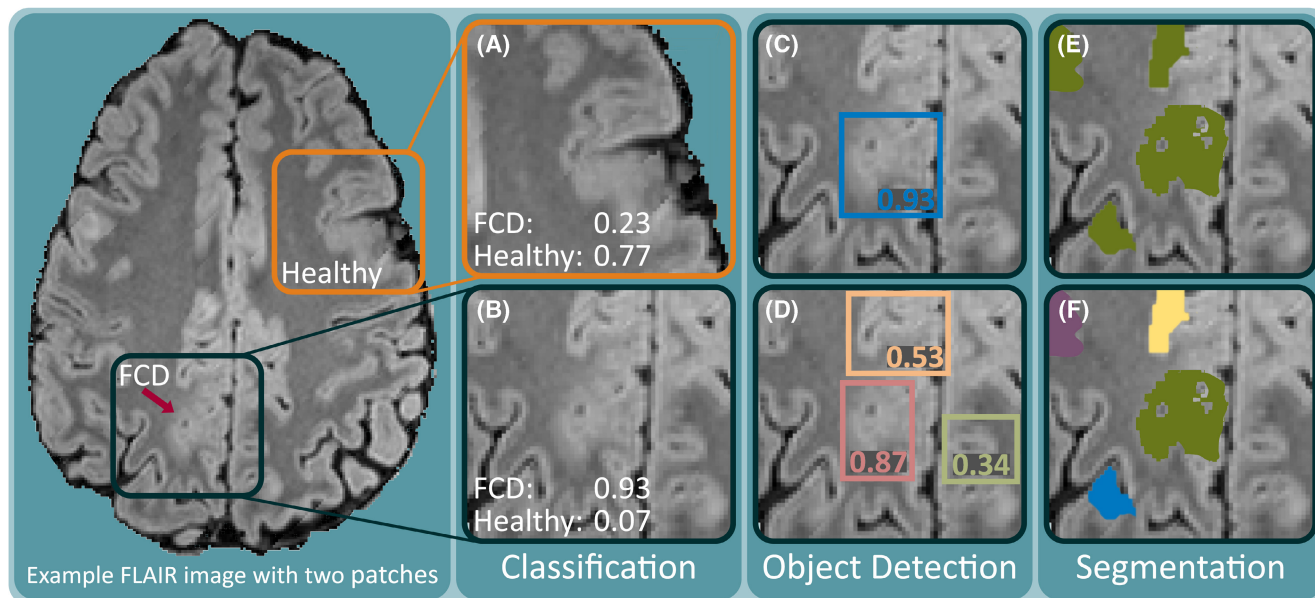 Healthy
FCD
Example FLAIR image with two patches
(A)
FCD: 0.23
Healthy: 0.77
(B)
FCD: 0.93
Healthy: 0.07
Classification
(C)
0.93
(D)
0.53
0.87
0.34
Object Detection
(E)
(F)
Segmentation